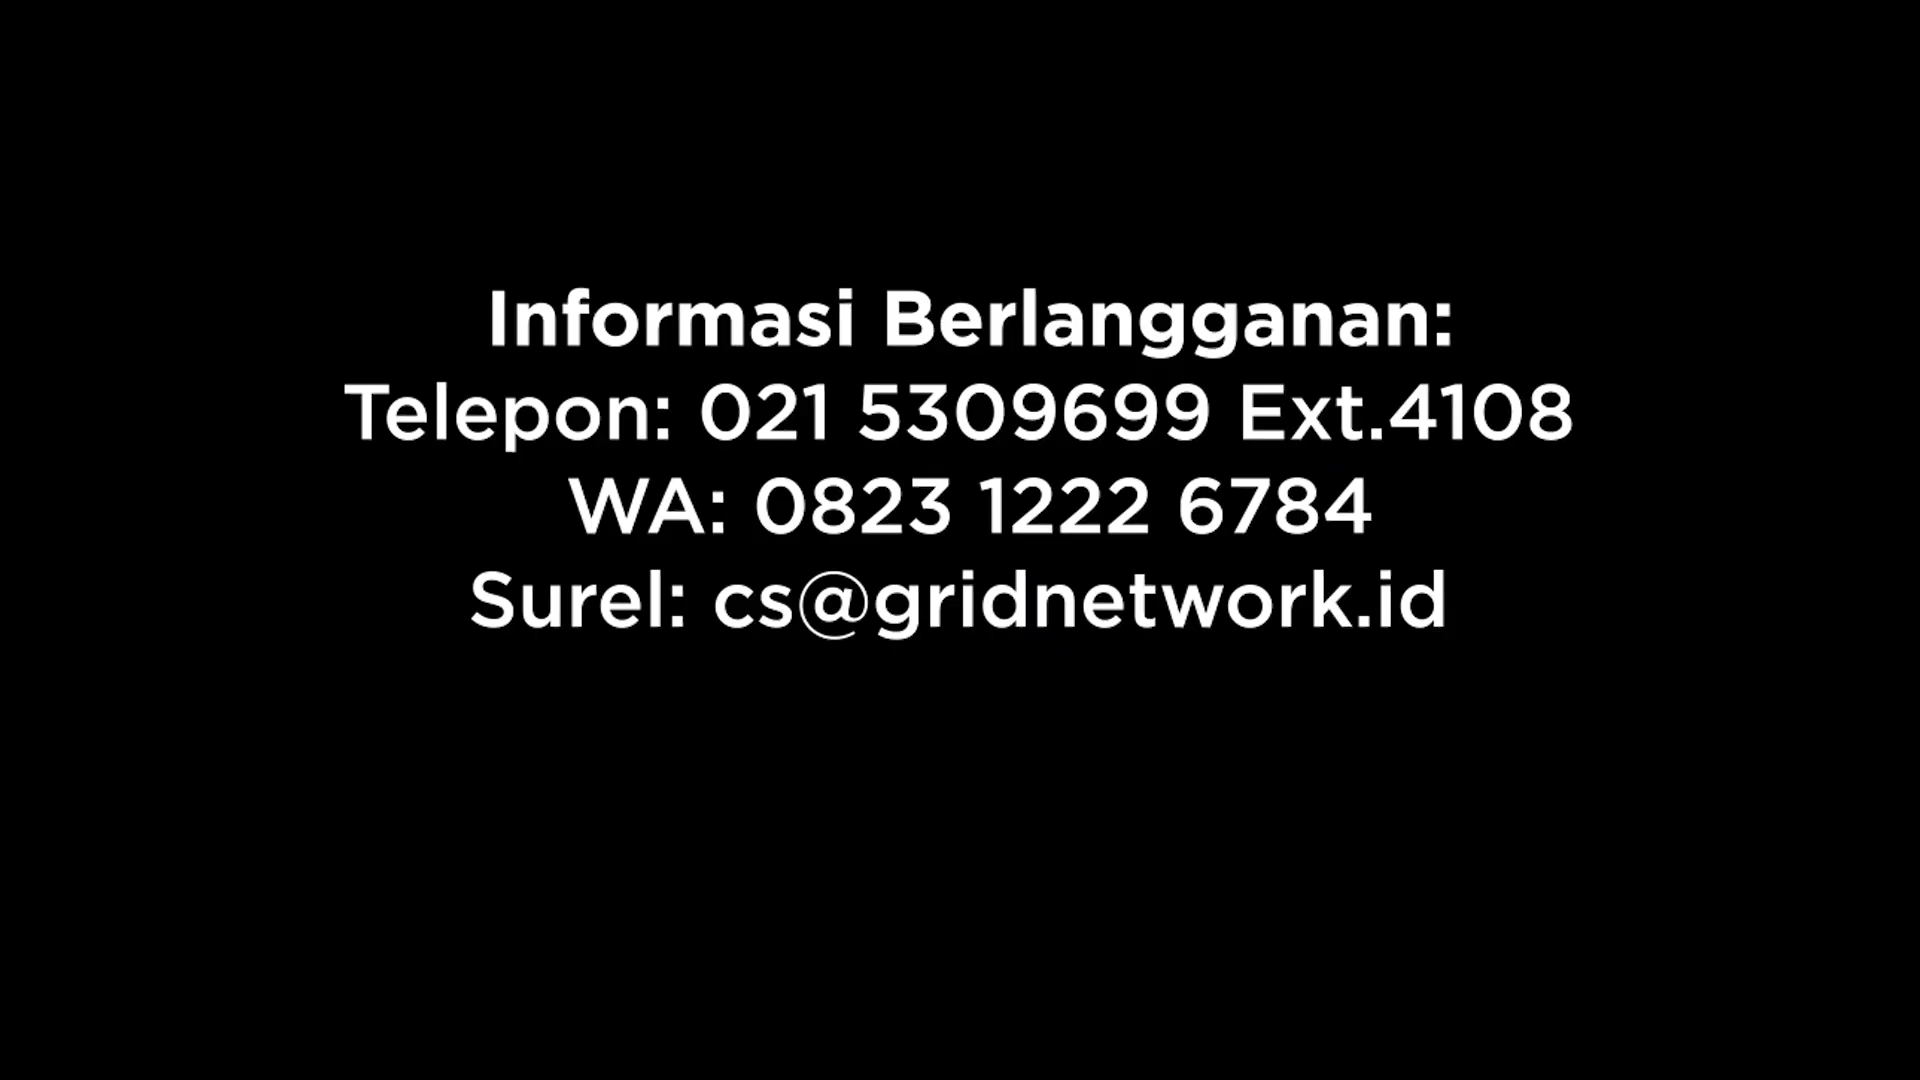 Informasi Berlangganan:
Telepon: 021 5309699 Ext.4108
WA: 0823 1222 6784
Surel: cs@gridnetwork.id